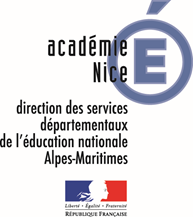 académie
Nice
É
direction des services
départementaux
de l'éducation nationale
Alpes-Maritimes
Liberté • Égalité • Fraternité
RÉPUBLIQUE FRANÇAISE